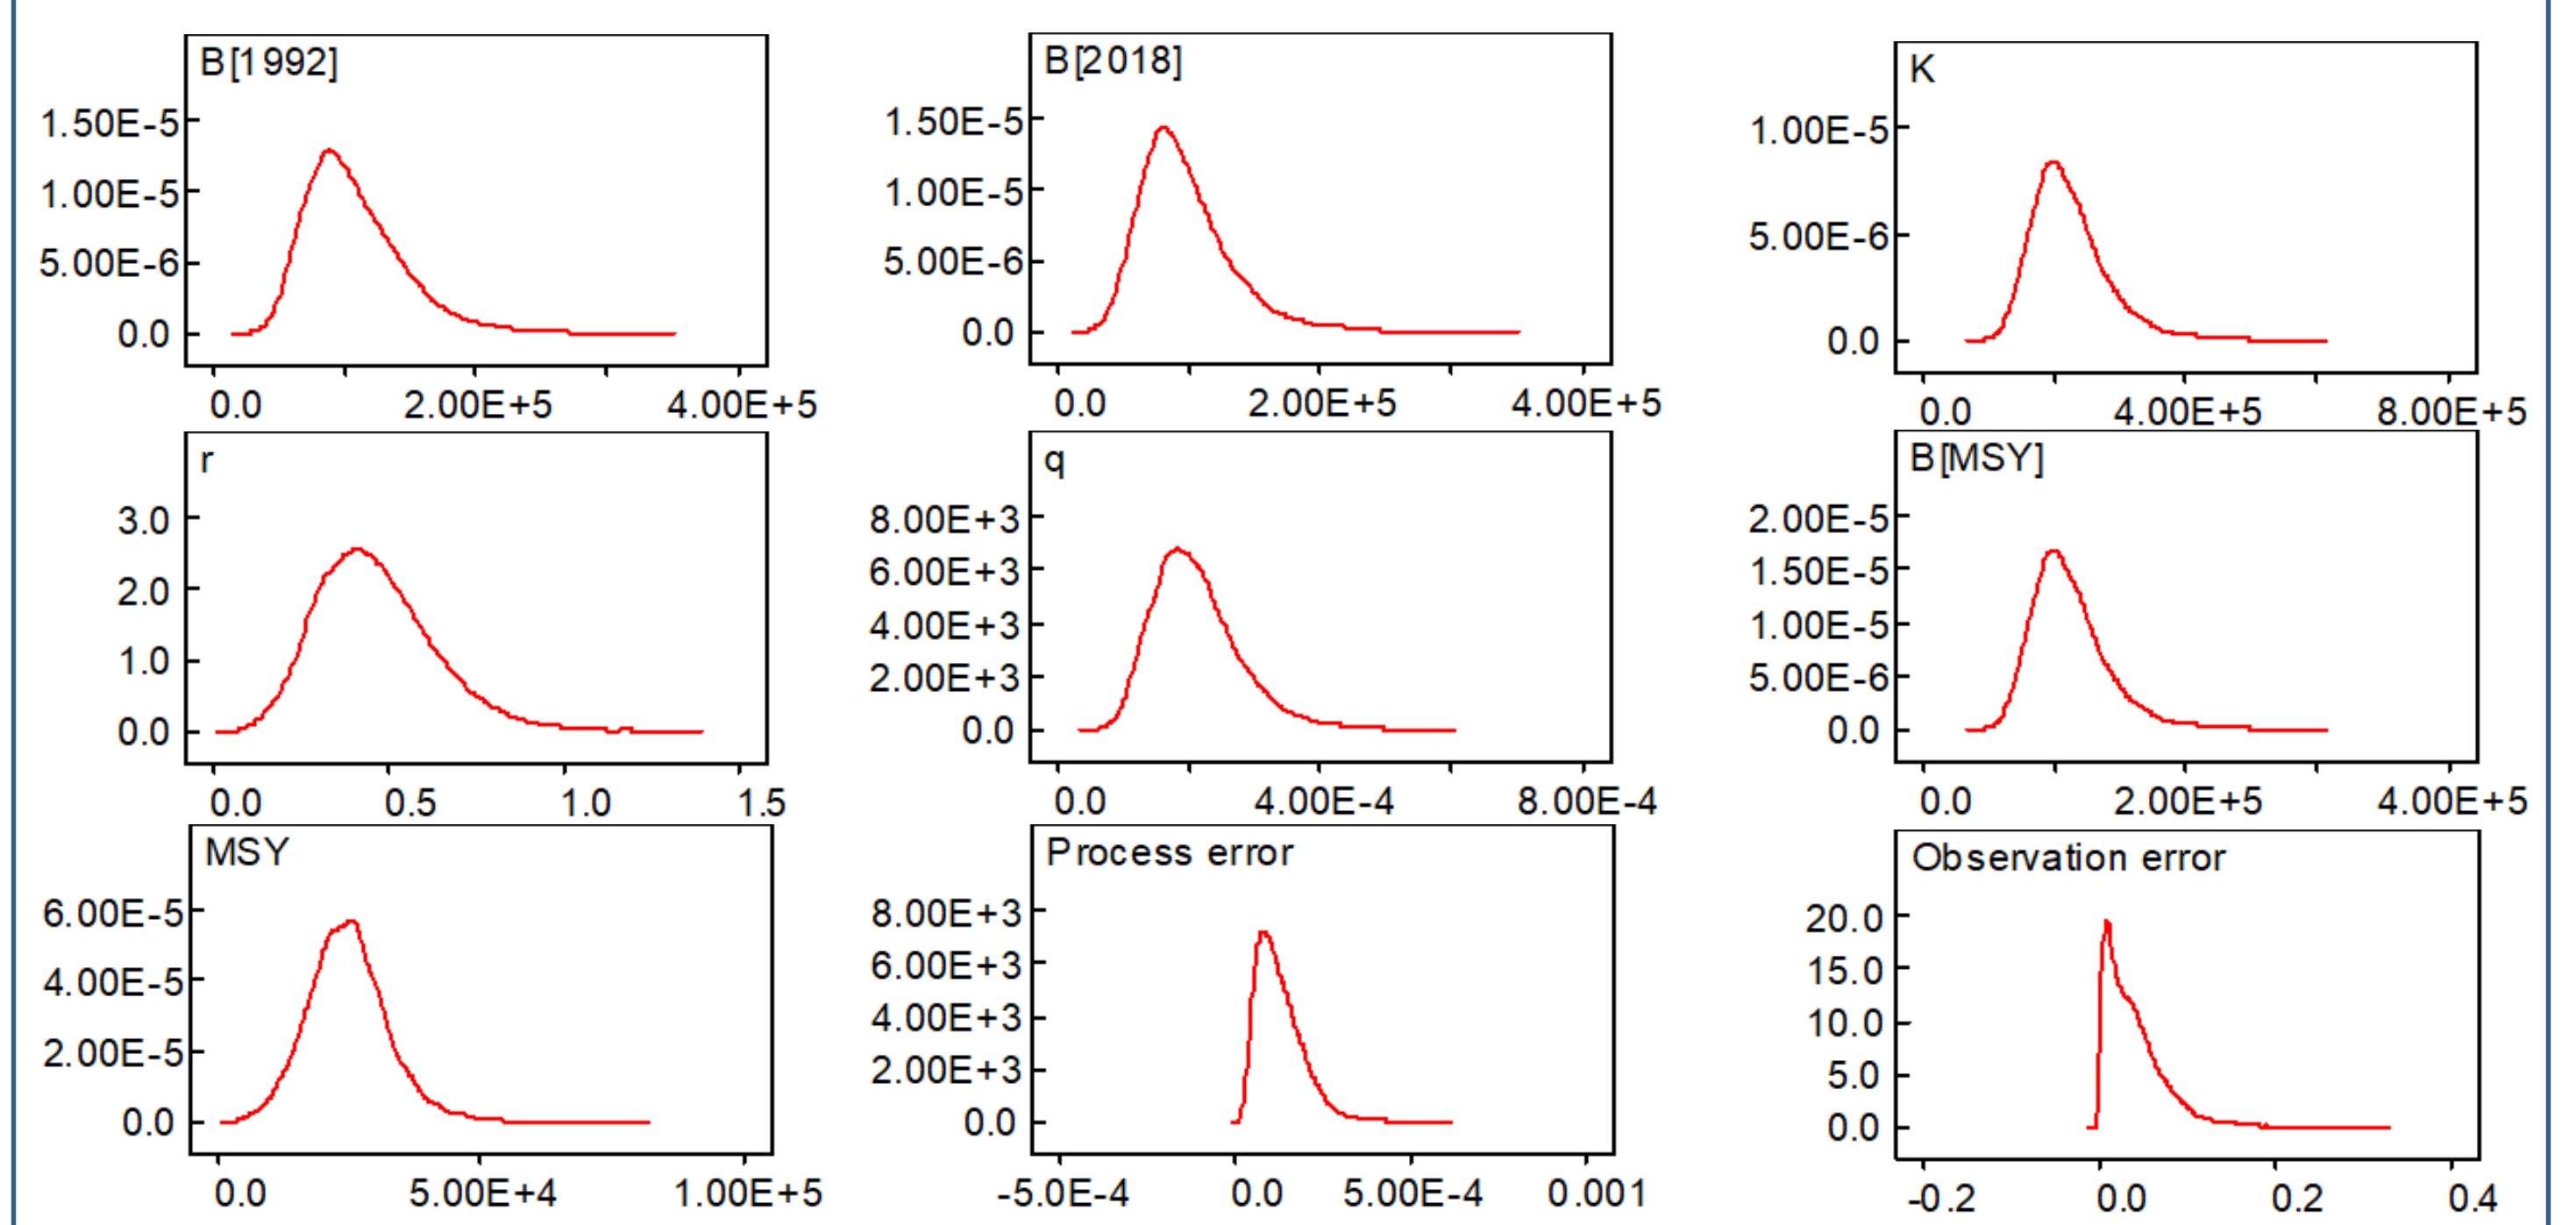 B[1992]
1.50E-5
1.00E-5
5.00E-6
0.0
0.0 2.00E+5 4.00E+5
B[2018]
1.50E-5
1.00E-5
5.00E-6
0.0
0.0 2.00E+5 4.00E+5
K
1.00E-5
5.00E-6
0.0
0.0 4.00E+5 8.00E+5
r
3.0
2.0
1.0
0.0
0.0 0.5 1.0 1.5
q
8.00E+3
6.00E+3
4.00E+3
2.00E+3
0.0
0.0 4.00E-4 8.00E-4
B[MSY]
2.00E-5
1.50E-5
1.00E-5
5.00E-6
0.0
0.0 2.00E+5 4.00E+5
MSY
6.00E-5
4.00E-5
2.00E-5
0.0
0.0 5.00E+4 1.00E+5
Process error
8.00E+3
6.00E+3
4.00E+3
2.00E+3
0.0
-5.0E-4 0.0 5.00E-4 0.001
Observation error
20.0
15.0
10.0
5.0
0.0
-0.2 0.0 0.2 0.4